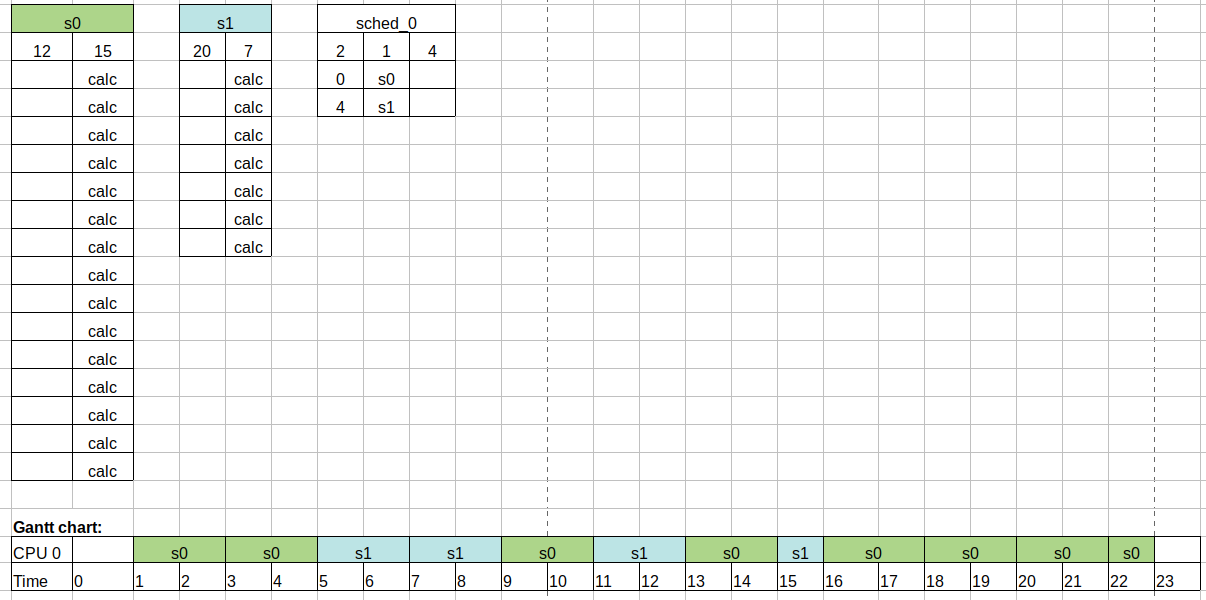 s0 s1 sched_0
12 15 20 7 2 1 4
calc calc 0 s0
calc calc 4 s1
calc calc
calc calc
calc calc
calc calc
calc calc
calc
calc
calc
calc
calc
calc
calc
calc
Gantt chart:
CPU 0 s0 s0 s1 s1 s0 s1 s0 s1 s0 s0 s0 s0
Time 0 1 2 3 4 5 6 7 8 9 10 11 12 13 14 15 16 17 18 19 20 21 22 23